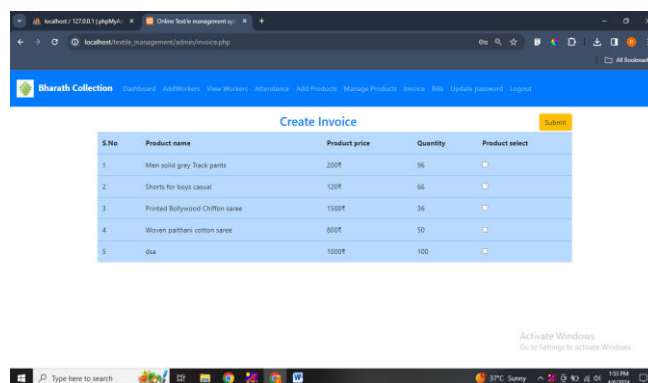 localhost / 127.0.0.1 | phpMyA
Online Textile management sys
localhost/textile_management/admin/invoice.php
All Bookmar
Bharath Collection Dashboard AddWorkers View Workers Attendance Add Products Manage Products Invoice Bills Update password Logout
Create Invoice
Submit
S.No Product name Product price Quantity Product select
1 Men solid grey Track pants 200₹ 96
2 Shorts for boys casual 120₹ 66
3 Printed Bollywood Chiffon saree 1500₹ 36
4 Woven paithani cotton saree 800₹ 50
5 dsa 1000₹ 100
Activate Windows
Go to Settings to activate Windows.
Type here to search
37°C Sunny
1:53 PM